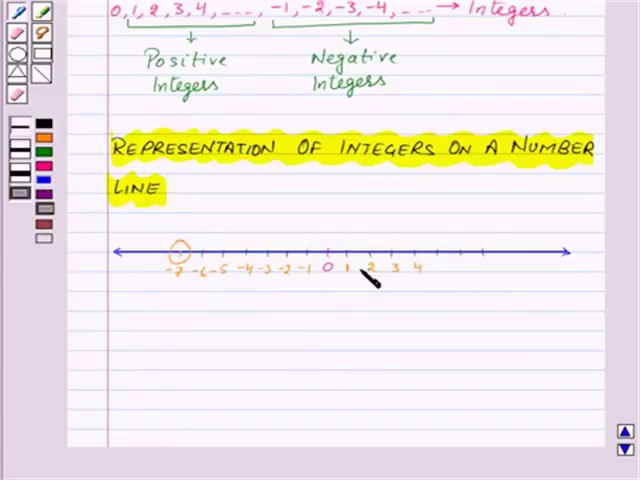 0, 1, 2, 3, 4, ...., -1, -2, -3, -4, .... → Integers
Positive Negative
Integers Integers
REPRESENTATION OF INTEGERS ON A NUMBER
LINE
-7 -6 -5 -4 -3 -2 -1 0 1 2 3 4